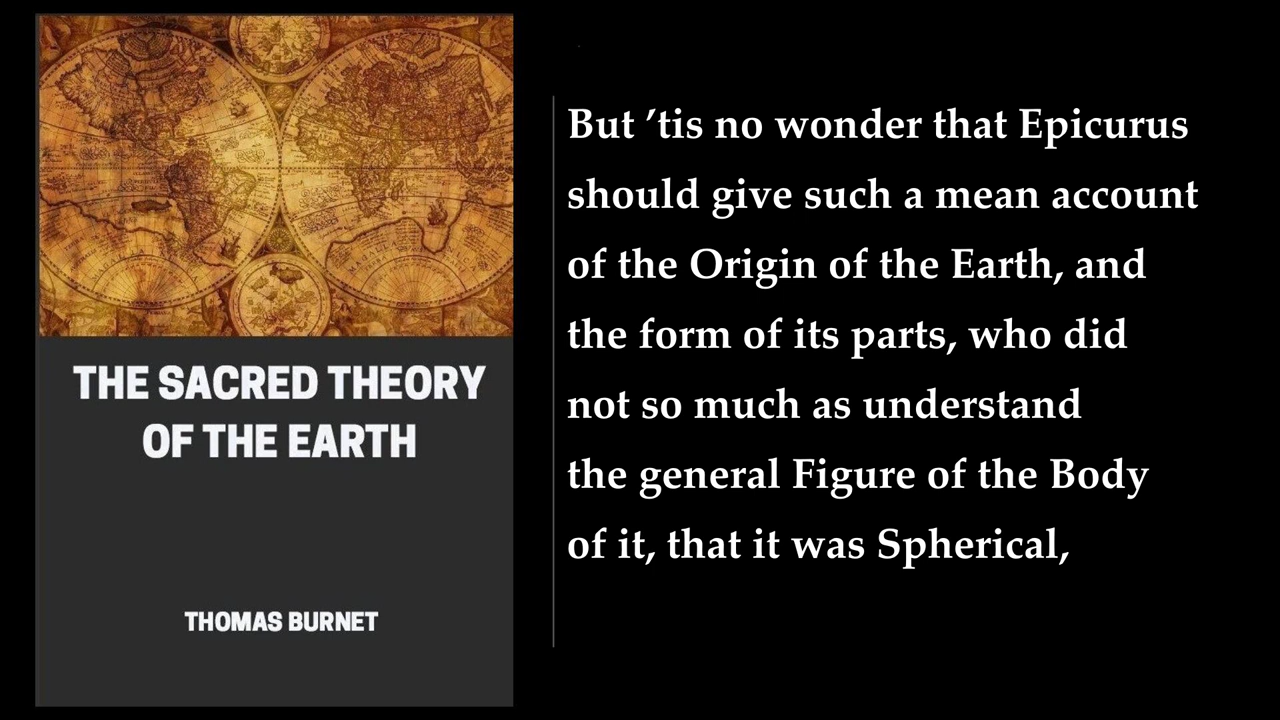 THE SACRED THEORY
OF THE EARTH
THOMAS BURNET
But ’tis no wonder that Epicurus
should give such a mean account
of the Origin of the Earth, and
the form of its parts, who did
not so much as understand
the general Figure of the Body
of it, that it was Spherical,